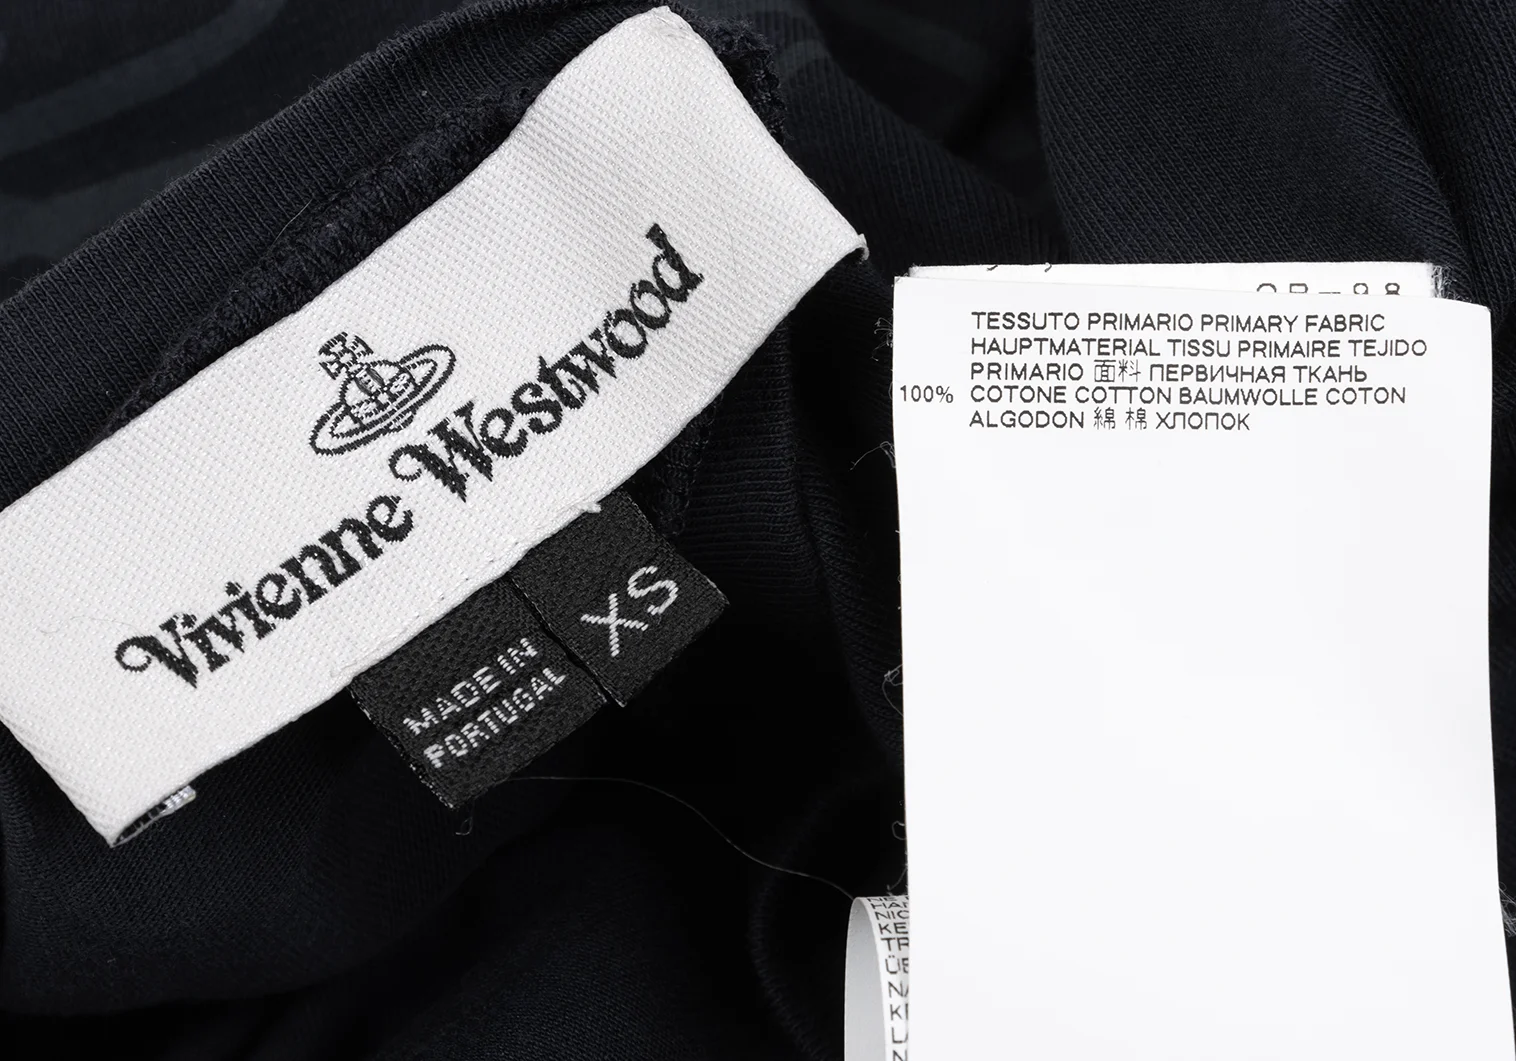 Vivienne Westwood
MADE IN
PORTUGAL
XS
TESSUTO PRIMARIO PRIMARY FABRIC
HAUPTMATERIAL TISSU PRIMAIRE TEJIDO
PRIMARIO 面料 ПЕРВИЧНАЯ ТКАНЬ
100% COTONE COTTON BAUMWOLLE COTON
ALGODON 綿 棉 ХЛОПОК